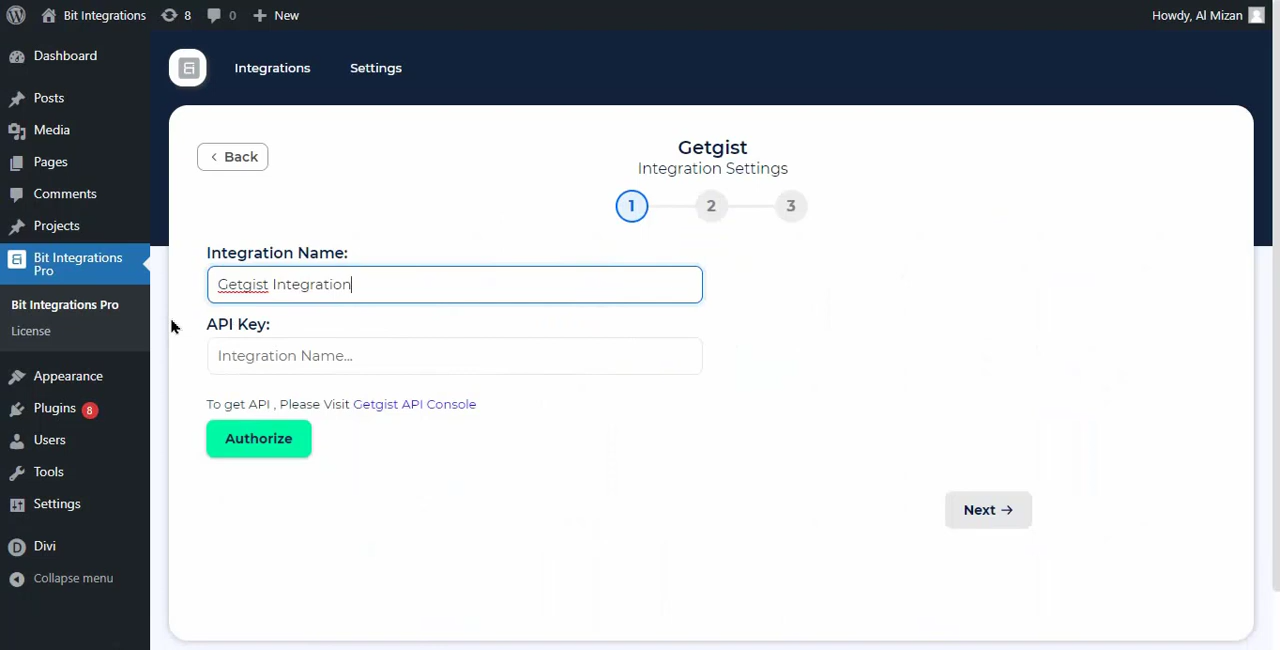 Bit Integrations 8 0 New Howdy, Al Mizan
Dashboard
Posts
Media
Pages
Comments
Projects
Bit Integrations
Pro
Bit Integrations Pro
License
Appearance
Plugins 8
Users
Tools
Settings
Divi
Collapse menu
Integrations Settings
Back
Getgist
Integration Settings
1 2 3
Integration Name:
Getgist Integration
API Key:
Integration Name...
To get API , Please Visit Getgist API Console
Authorize
Next →